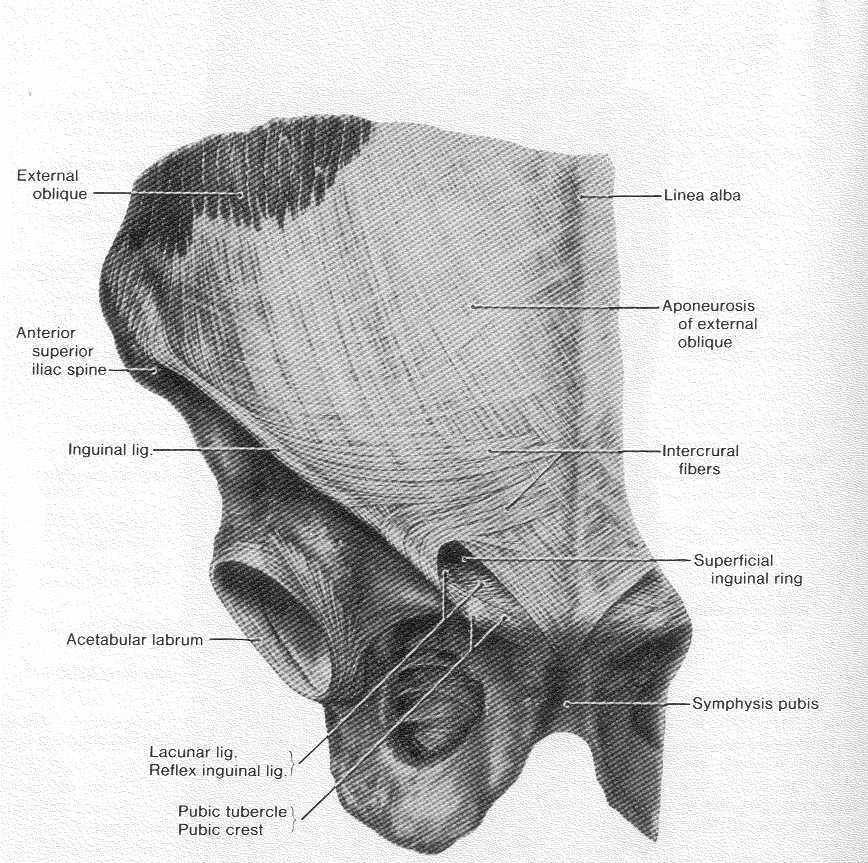 External
oblique
Linea alba
Aponeurosis
of external
oblique
Anterior
superior
iliac spine
Inguinal lig.
Intercrural
fibers
Superficial
inguinal ring
Acetabular labrum
Symphysis pubis
Lacunar lig.
Reflex inguinal lig.
Pubic tubercle
Pubic crest